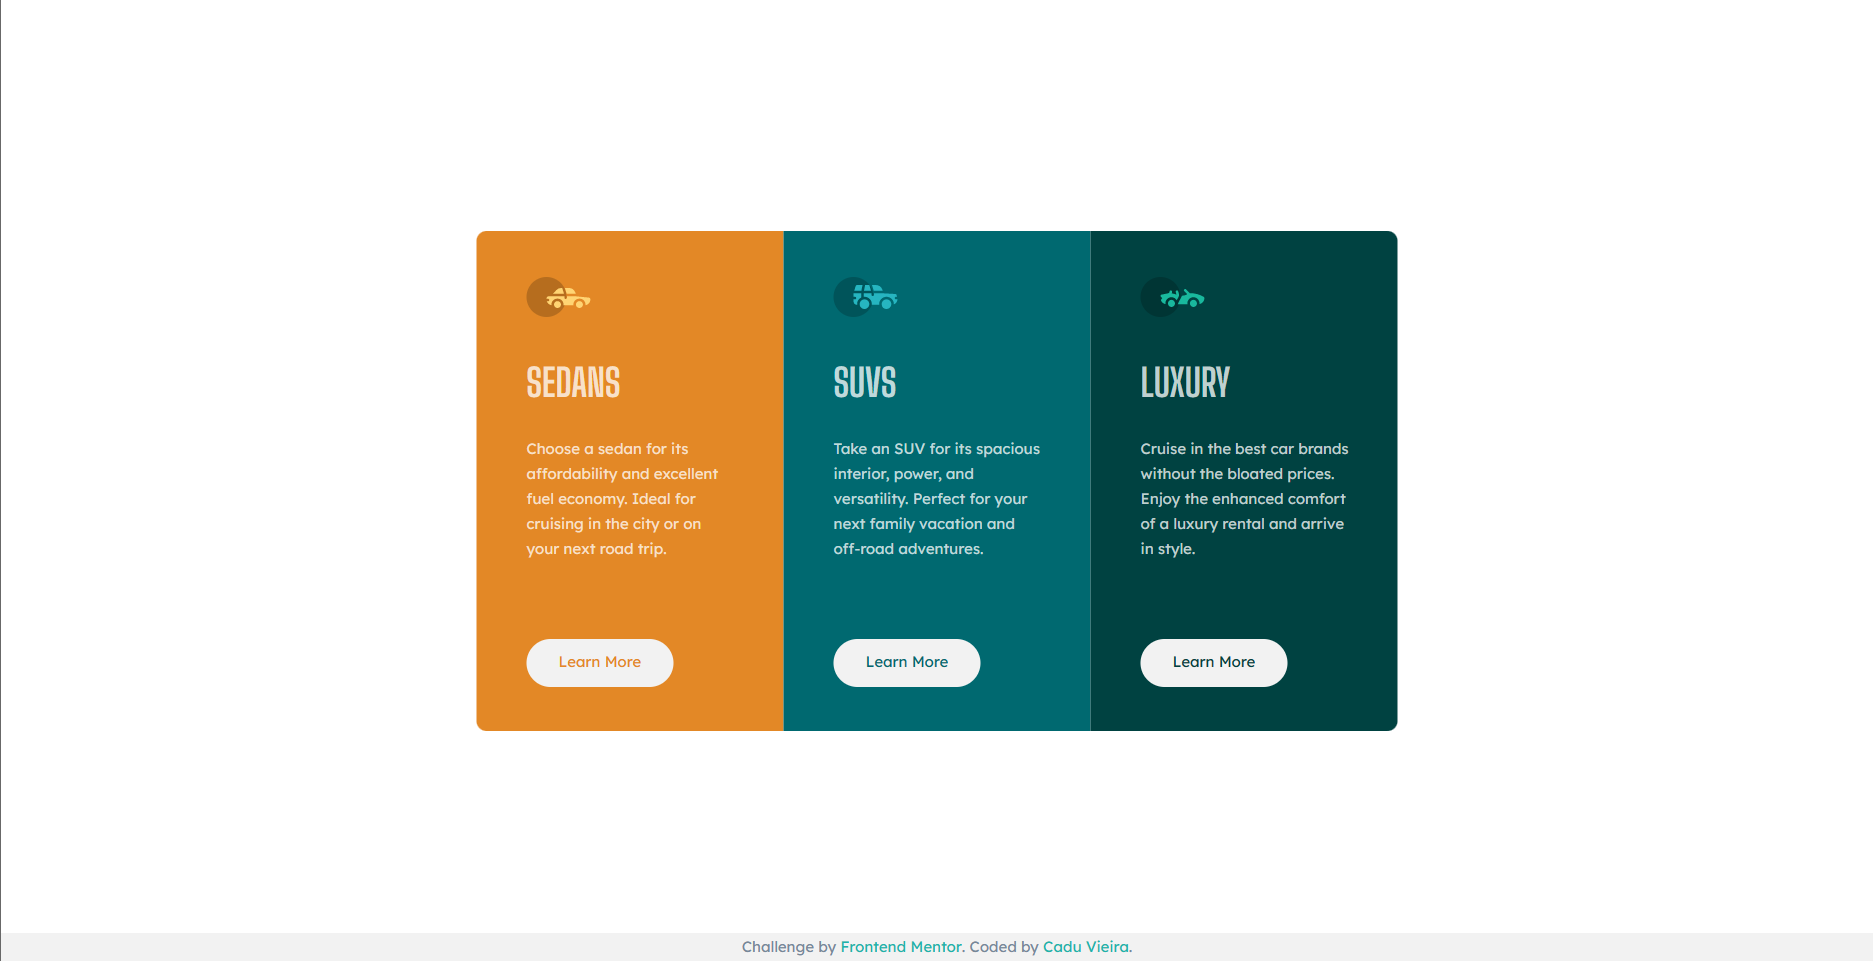 SEDANS
Choose a sedan for its
affordability and excellent
fuel economy. Ideal for
cruising in the city or on
your next road trip.
Learn More
SUVS
Take an SUV for its spacious
interior, power, and
versatility. Perfect for your
next family vacation and
off-road adventures.
Learn More
LUXURY
Cruise in the best car brands
without the bloated prices.
Enjoy the enhanced comfort
of a luxury rental and arrive
in style.
Learn More
Challenge by Frontend Mentor. Coded by Cadu Vieira.